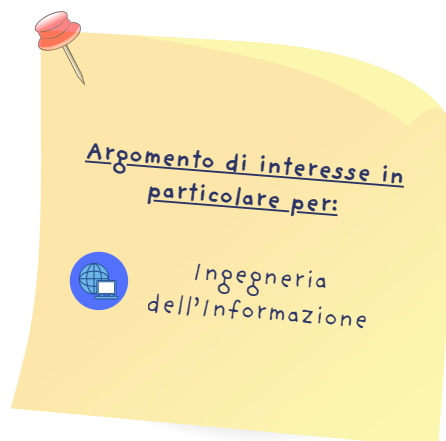 Argomento di interesse in
particolare per:
Ingegneria
dell'Informazione